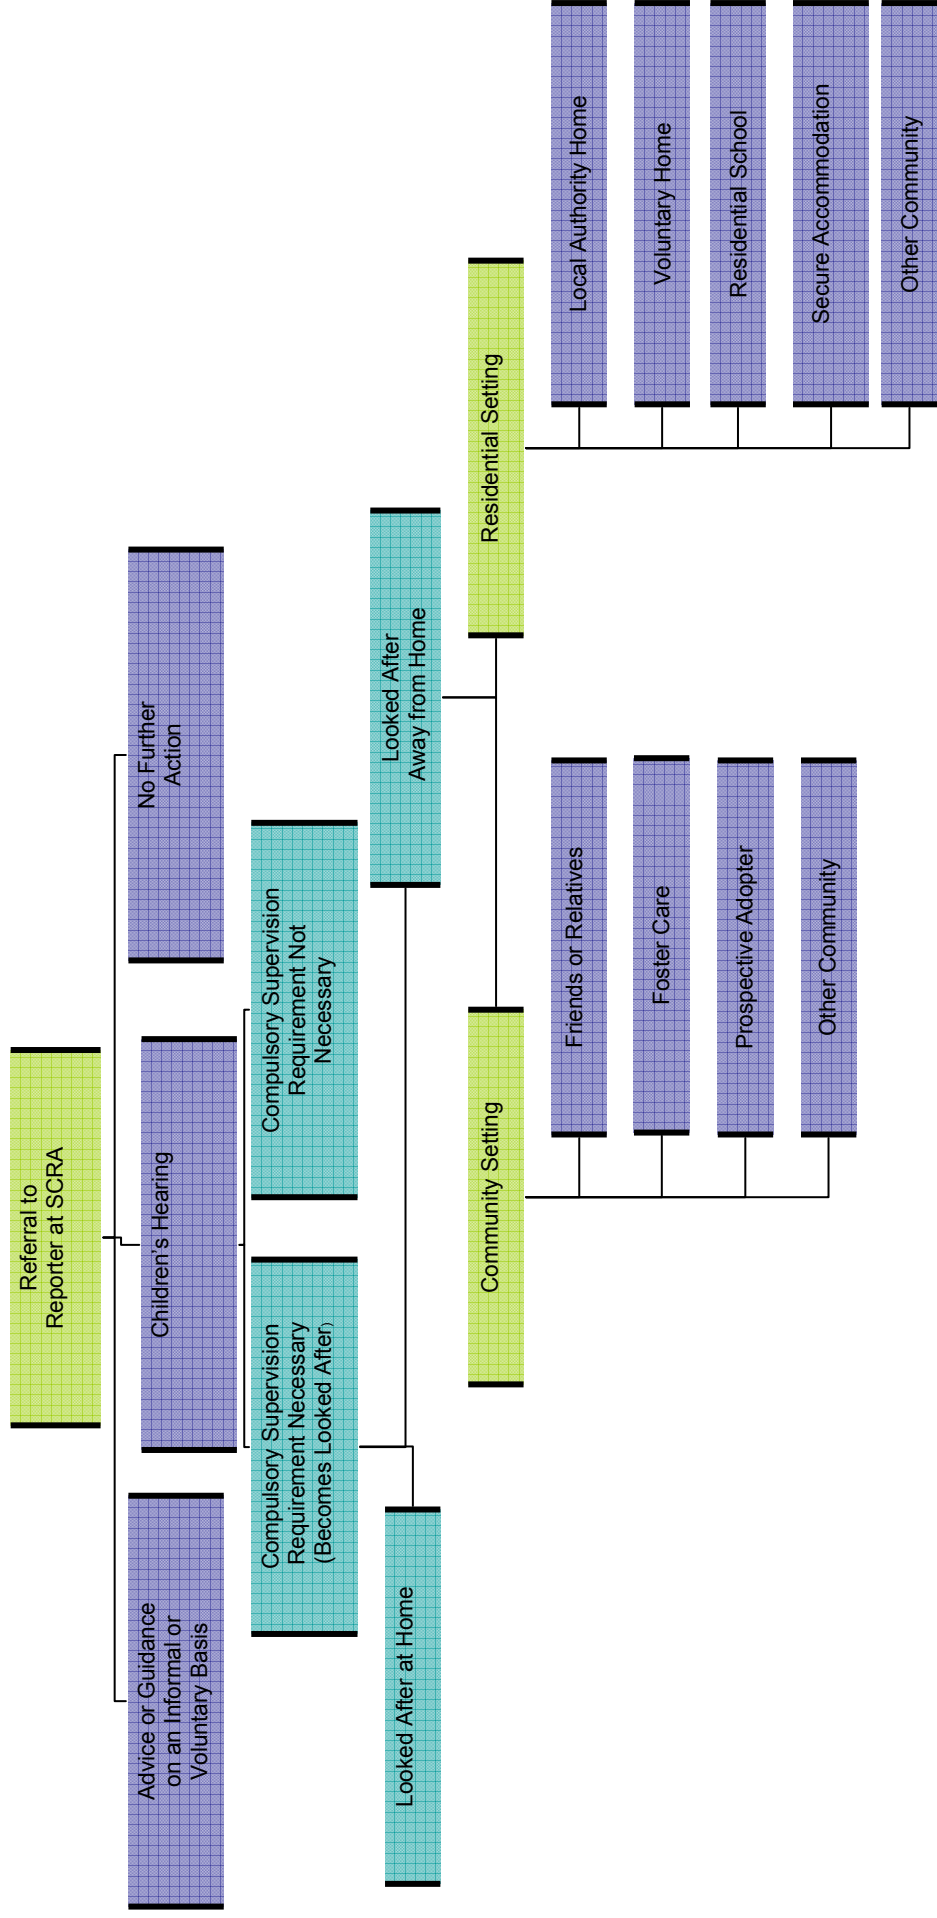 Referral to
Reporter at SCRA
Advice or Guidance
on an Informal or
Voluntary Basis
Children’s Hearing
No Further
Action
Compulsory Supervision
Requirement Necessary
(Becomes Looked After)
Compulsory Supervision
Requirement Not
Necessary
Looked After at Home
Looked After
Away from Home
Community Setting
Residential Setting
Friends or Relatives
Foster Care
Prospective Adopter
Other Community
Local Authority Home
Voluntary Home
Residential School
Secure Accommodation
Other Community